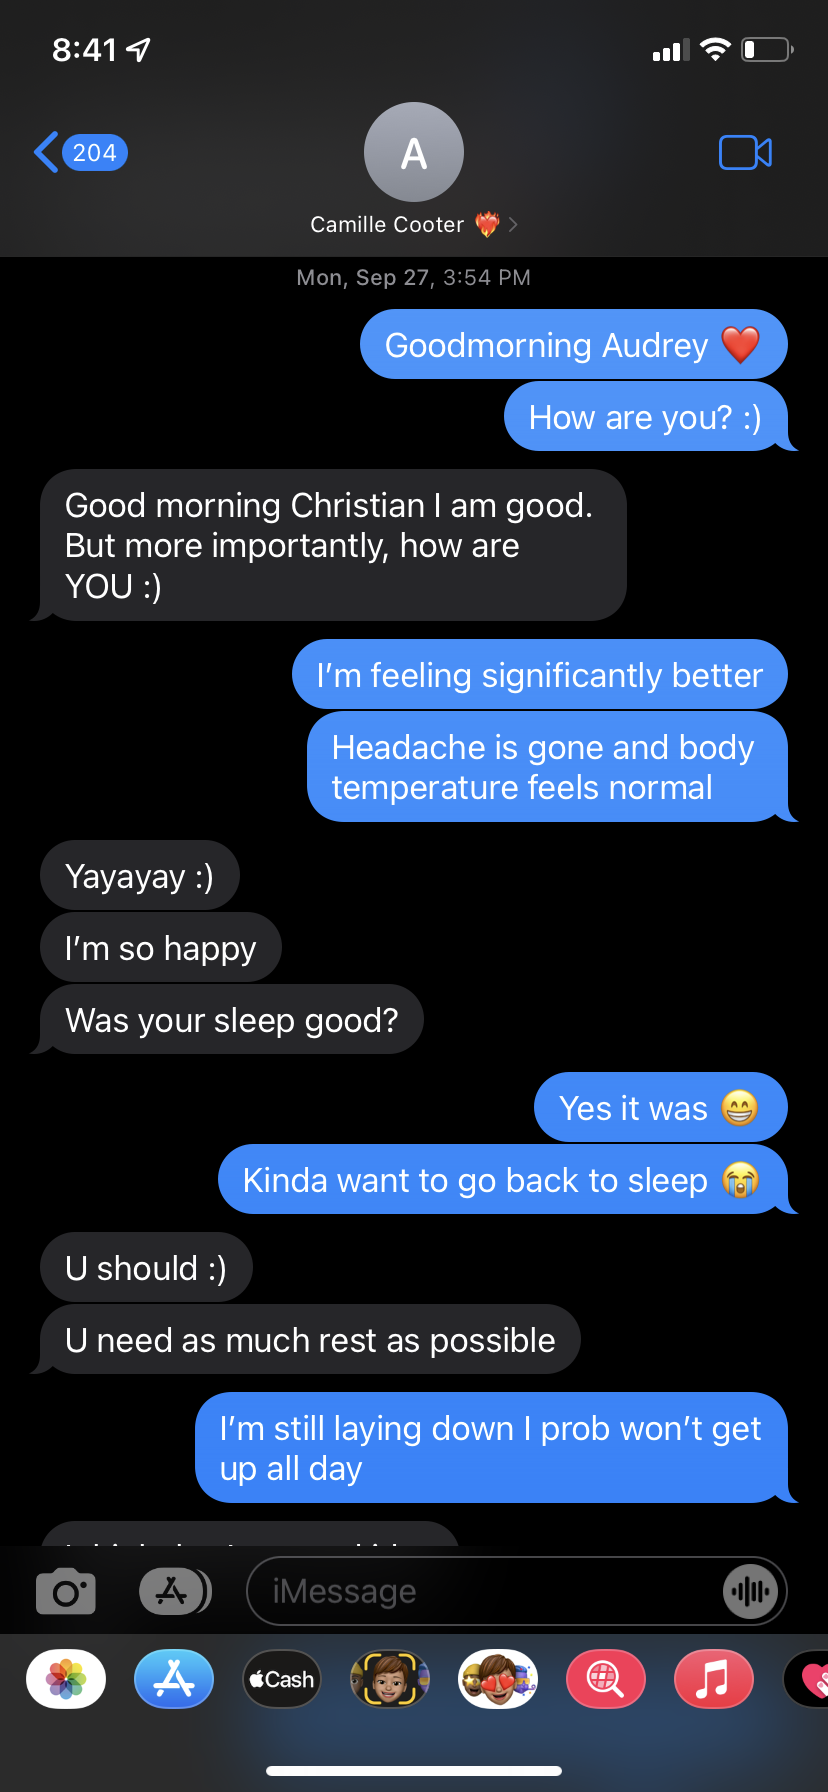 8:41
204
A
Camille Cooter ❤️‍🔥
Mon, Sep 27, 3:54 PM
Goodmorning Audrey ❤️
How are you? :)
Good morning Christian I am good.
But more importantly, how are
YOU :)
I’m feeling significantly better
Headache is gone and body
temperature feels normal
Yayayay :)
I’m so happy
Was your sleep good?
Yes it was 😁
Kinda want to go back to sleep 😭
U should :)
U need as much rest as possible
I’m still laying down I prob won’t get
up all day
iMessage
Cash